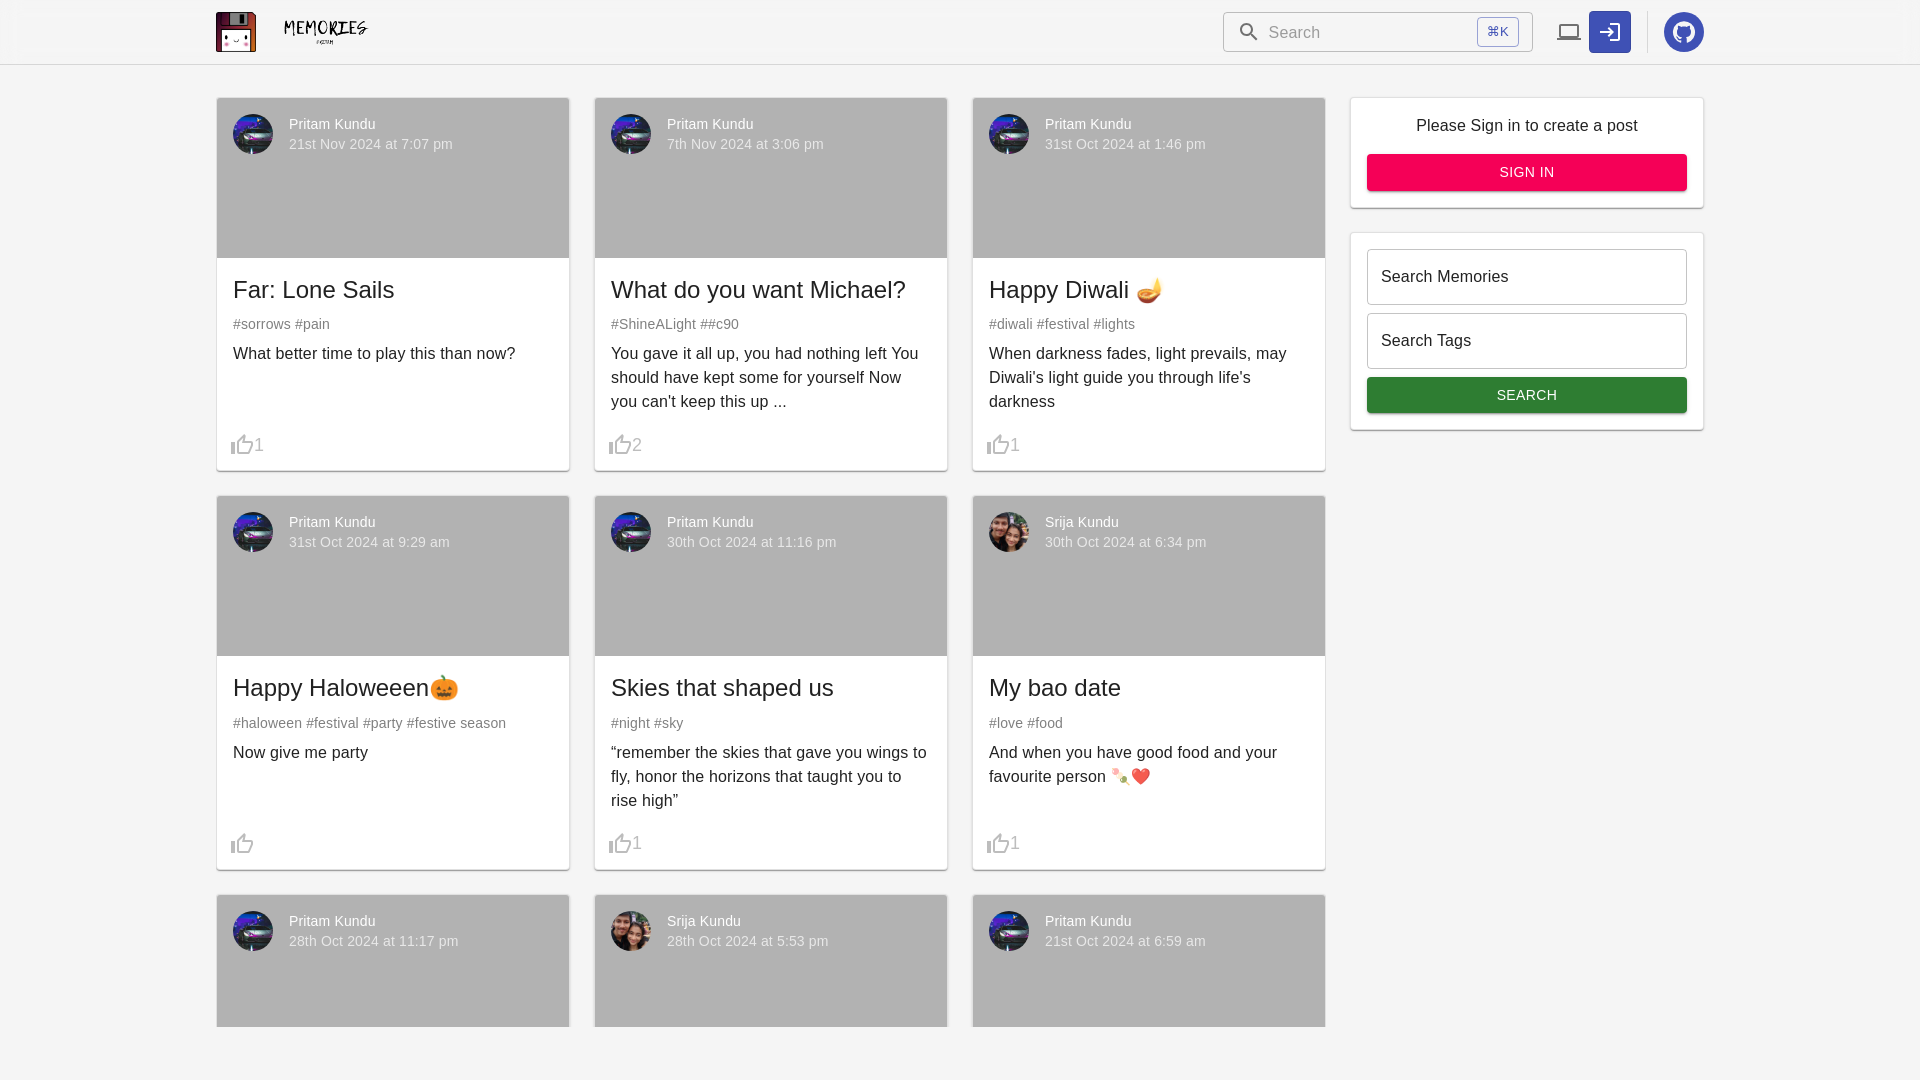 MEMORIES
Search
⌘K
Pritam Kundu
21st Nov 2024 at 7:07 pm
Far: Lone Sails
#sorrows #pain
What better time to play this than now?
1
Pritam Kundu
7th Nov 2024 at 3:06 pm
What do you want Michael?
#ShineALight ##c90
You gave it all up, you had nothing left You
should have kept some for yourself Now
you can't keep this up ...
2
Pritam Kundu
31st Oct 2024 at 1:46 pm
Happy Diwali 🪔
#diwali #festival #lights
When darkness fades, light prevails, may
Diwali's light guide you through life's
darkness
1
Please Sign in to create a post
SIGN IN
Search Memories
Search Tags
SEARCH
Pritam Kundu
31st Oct 2024 at 9:29 am
Happy Haloweeen🎃
#haloween #festival #party #festive season
Now give me party
Pritam Kundu
30th Oct 2024 at 11:16 pm
Skies that shaped us
#night #sky
“remember the skies that gave you wings to
fly, honor the horizons that taught you to
rise high”
1
Srija Kundu
30th Oct 2024 at 6:34 pm
My bao date
#love #food
And when you have good food and your
favourite person 🍡❤️
1
Pritam Kundu
28th Oct 2024 at 11:17 pm
Srija Kundu
28th Oct 2024 at 5:53 pm
Pritam Kundu
21st Oct 2024 at 6:59 am